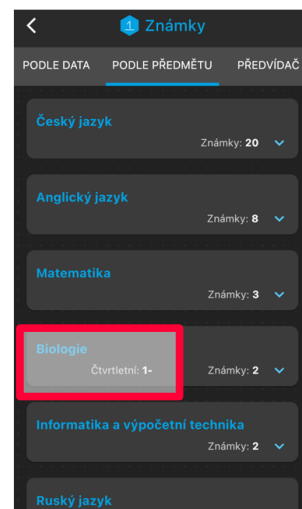 1 Známky
PODLE DATA PODLE PŘEDMĚTU PŘEDVÍDAČ
Český jazyk
Známky: 20
Anglický jazyk
Známky: 8
Matematika
Známky: 3
Biologie
Čtvrtletní: 1- Známky: 2
Informatika a výpočetní technika
Známky: 2
Ruský jazyk